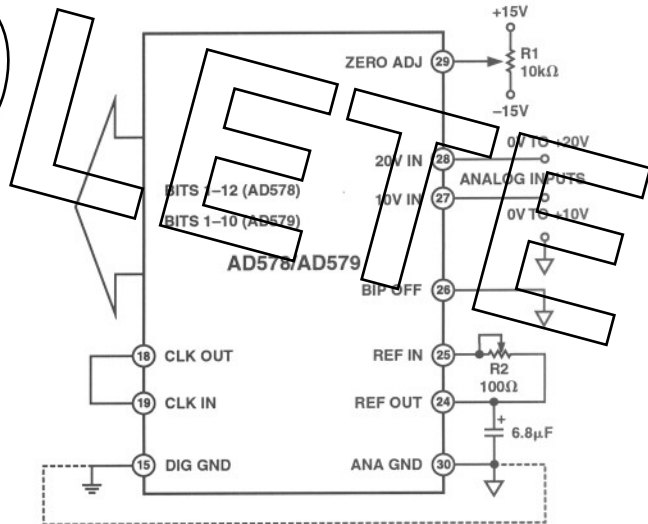 +15V
ZERO ADJ
29
R1
10kΩ
–15V
0V TO +20V
20V IN
28
ANALOG INPUTS
BITS 1–12 (AD578)
10V IN
27
BITS 1–10 (AD579)
0V TO +10V
AD578/AD579
BIP OFF
26
18
CLK OUT
REF IN
25
R2
100Ω
19
CLK IN
REF OUT
24
+
6.8µF
15
DIG GND
ANA GND
30
LETE